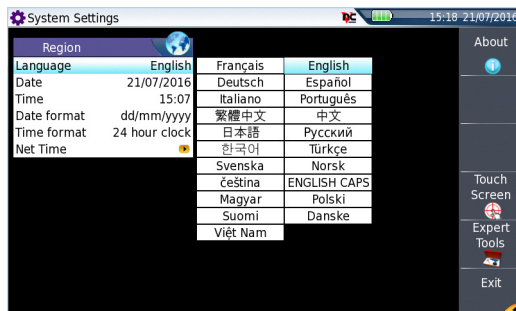 System Settings
15:18 21/07/2016
Region
Language English
Date 21/07/2016
Time 15:07
Date format dd/mm/yyyy
Time format 24 hour clock
Net Time
Français English
Deutsch Español
Italiano Português
繁體中文 中文
日本語 Русский
한국어 Türkçe
Svenska Norsk
čeština ENGLISH CAPS
Magyar Polski
Suomi Danske
Việt Nam
About
Touch
Screen
Expert
Tools
Exit